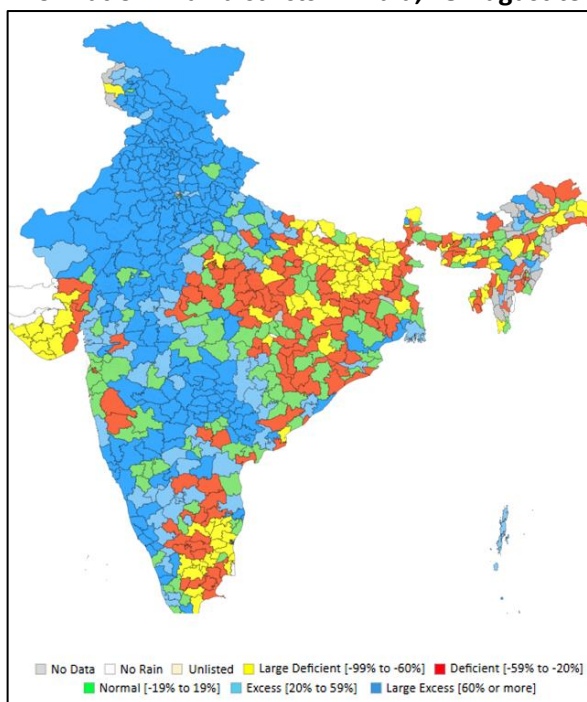 No Data No Rain Unlisted Large Deficient [-99% to -60%] Deficient [-59% to -20%]
Normal [-19% to 19%] Excess [20% to 59%] Large Excess [60% or more]